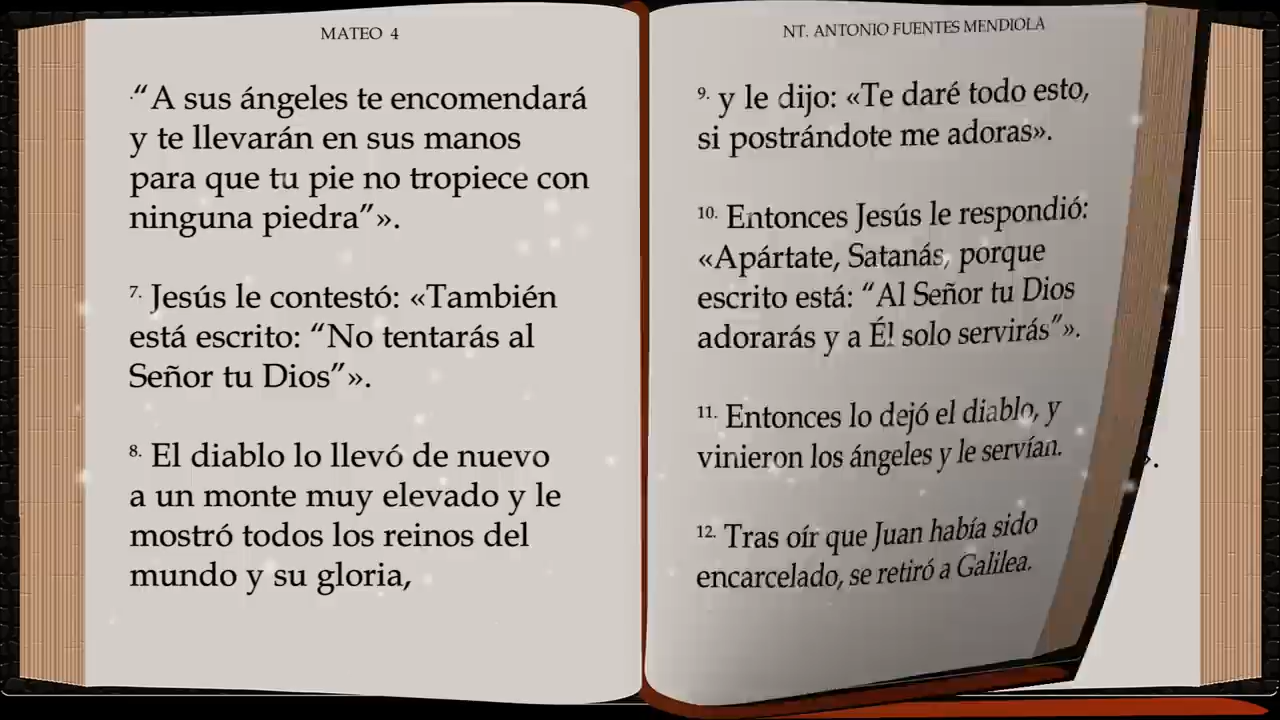 MATEO 4
“A sus ángeles te encomendará
y te llevarán en sus manos
para que tu pie no tropiece con
ninguna piedra”».
7. Jesús le contestó: «También
está escrito: “No tentarás al
Señor tu Dios”».
8. El diablo lo llevó de nuevo
a un monte muy elevado y le
mostró todos los reinos del
mundo y su gloria,
NT. ANTONIO FUENTES MENDIOLA
9. y le dijo: «Te daré todo esto,
si postrándote me adoras».
10. Entonces Jesús le respondió:
«Apártate, Satanás, porque
escrito está: “Al Señor tu Dios
adorarás y a Él solo servirás”».
11. Entonces lo dejó el diablo, y
vinieron los ángeles y le servían.
12. Tras oír que Juan había sido
encarcelado, se retiró a Galilea.